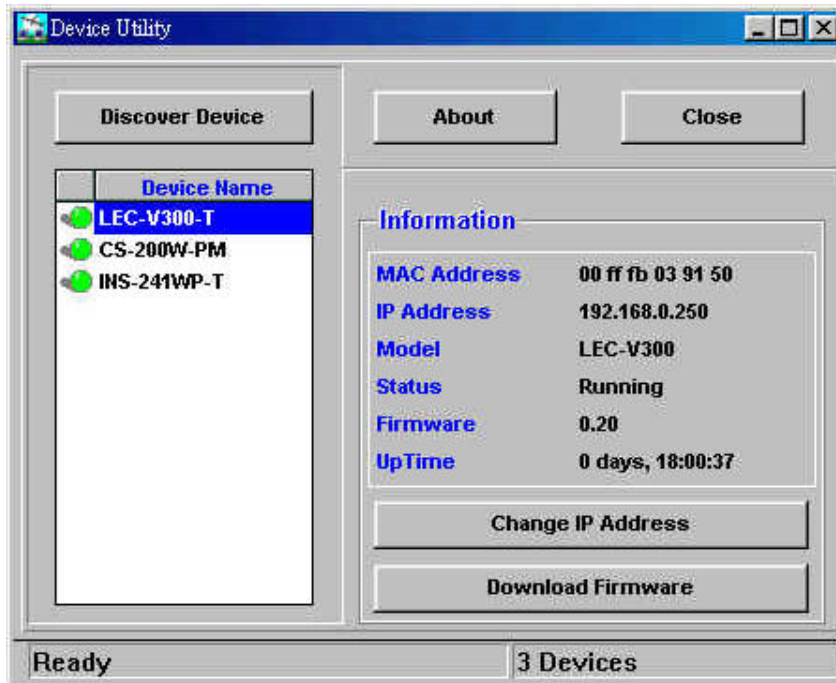 Device Utility
Discover Device
About
Close
Device Name
LEC-V300-T
CS-200W-PM
INS-241WP-T
Information
MAC Address 00 ff fb 03 91 50
IP Address 192.168.0.250
Model LEC-V300
Status Running
Firmware 0.20
UpTime 0 days, 18:00:37
Change IP Address
Download Firmware
Ready
3 Devices